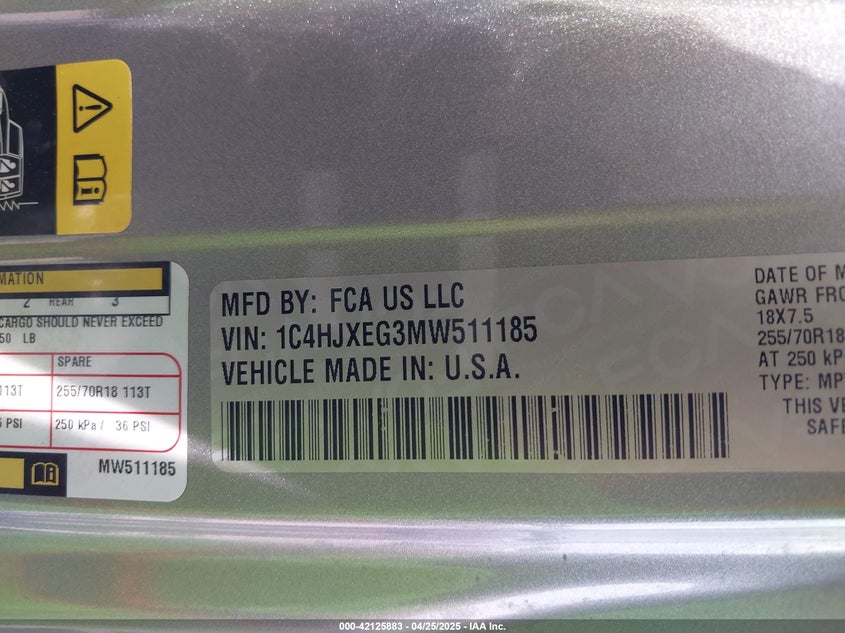 MATION
2 REAR 3
CARGO SHOULD NEVER EXCEED
50 LB
SPARE
113T 255/70R18 113T
PSI 250 kPa / 36 PSI
MW511185
MFD BY: FCA US LLC
VIN: 1C4HJXEG3MW511185
VEHICLE MADE IN: U.S.A.
DATE OF M
GAWR FRO
18X7.5
255/70R18
AT 250 kP
TYPE: MP
THIS VE
SAFE
000-42125883 - 04/25/2025 - IAA Inc.